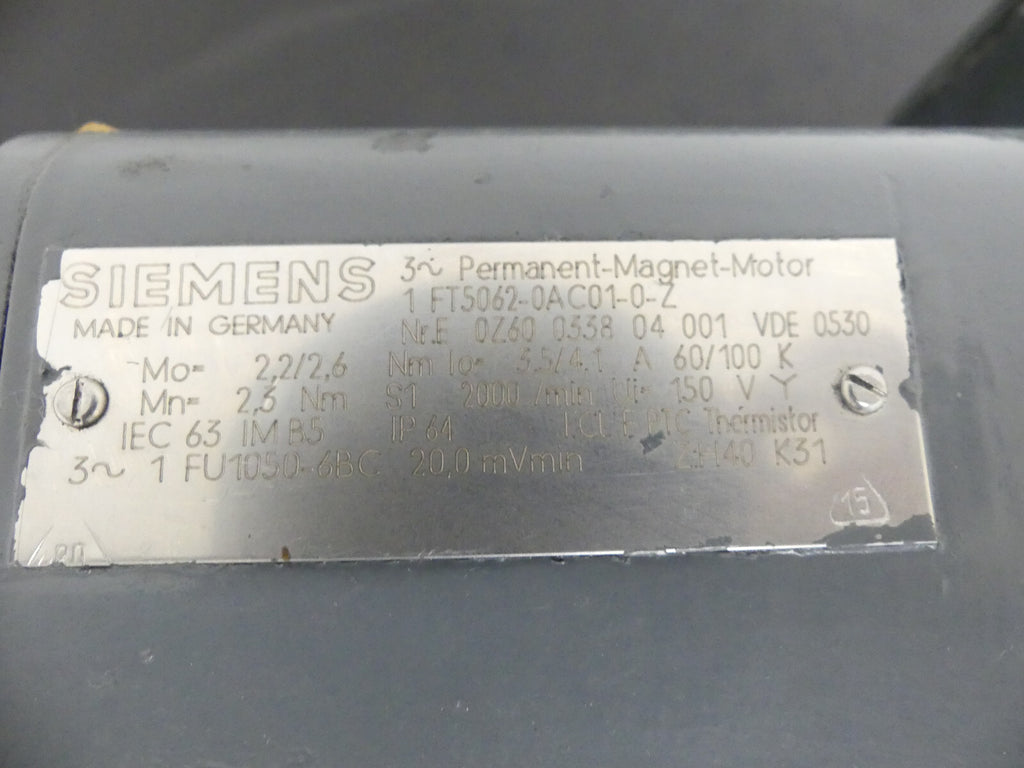 SIEMENS 3~ Permanent-Magnet-Motor
1 FT5062-0AC01-0-Z
MADE IN GERMANY Nr.E 0Z60 0338 04 001 VDE 0530
Mo= 2,2/2,6 Nm Io= 3,5/4,1 A 60/100 K
Mn= 2,3 Nm S1 2000 /min Ui= 150 V Y
IEC 63 IM B5 IP 64 I.CL. F PTC Thermistor
3~ 1 FU1050-6BC 20,0 mVmin ZH40 K31
15